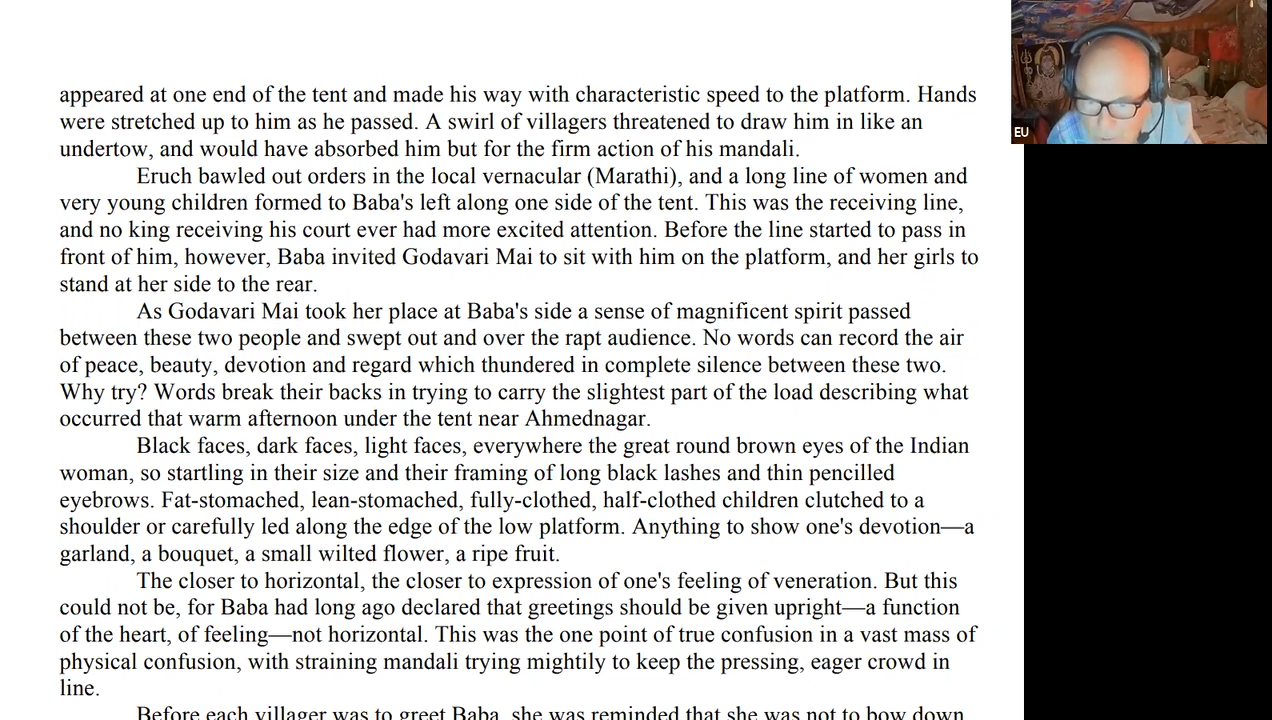 appeared at one end of the tent and made his way with characteristic speed to the platform. Hands
were stretched up to him as he passed. A swirl of villagers threatened to draw him in like an
undertow, and would have absorbed him but for the firm action of his mandali.
Eruch bawled out orders in the local vernacular (Marathi), and a long line of women and
very young children formed to Baba's left along one side of the tent. This was the receiving line,
and no king receiving his court ever had more excited attention. Before the line started to pass in
front of him, however, Baba invited Godavari Mai to sit with him on the platform, and her girls to
stand at her side to the rear.
As Godavari Mai took her place at Baba's side a sense of magnificent spirit passed
between these two people and swept out and over the rapt audience. No words can record the air
of peace, beauty, devotion and regard which thundered in complete silence between these two.
Why try? Words break their backs in trying to carry the slightest part of the load describing what
occurred that warm afternoon under the tent near Ahmednagar.
Black faces, dark faces, light faces, everywhere the great round brown eyes of the Indian
woman, so startling in their size and their framing of long black lashes and thin pencilled
eyebrows. Fat-stomached, lean-stomached, fully-clothed, half-clothed children clutched to a
shoulder or carefully led along the edge of the low platform. Anything to show one's devotion—a
garland, a bouquet, a small wilted flower, a ripe fruit.
The closer to horizontal, the closer to expression of one's feeling of veneration. But this
could not be, for Baba had long ago declared that greetings should be given upright—a function
of the heart, of feeling—not horizontal. This was the one point of true confusion in a vast mass of
physical confusion, with straining mandali trying mightily to keep the pressing, eager crowd in
line.
Before each villager was to greet Baba, she was reminded that she was not to bow down
EU